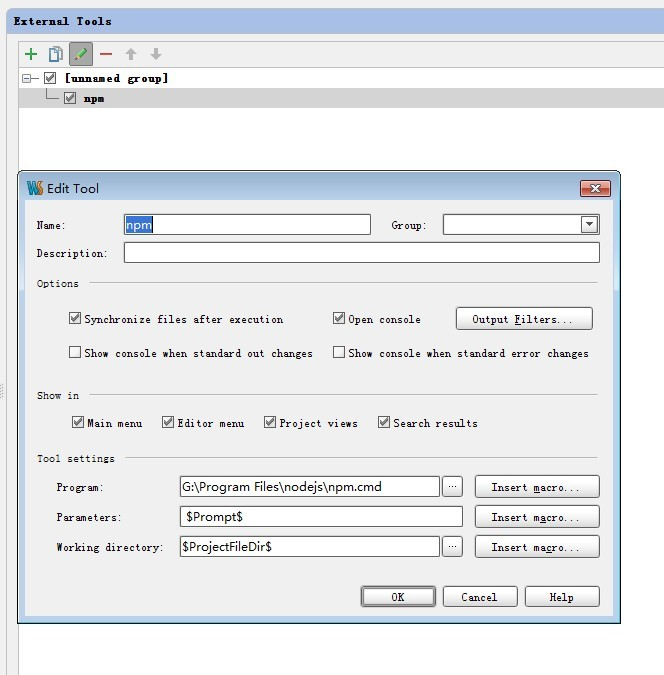 External Tools
[unnamed group]
npm
WS Edit Tool
Name: npm Group:
Description:
Options
Synchronize files after execution Open console Output Filters...
Show console when standard out changes Show console when standard error changes
Show in
Main menu Editor menu Project views Search results
Tool settings
Program: G:\Program Files\nodejs\npm.cmd ... Insert macro...
Parameters: $Prompt$ Insert macro...
Working directory: $ProjectFileDir$ ... Insert macro...
OK Cancel Help